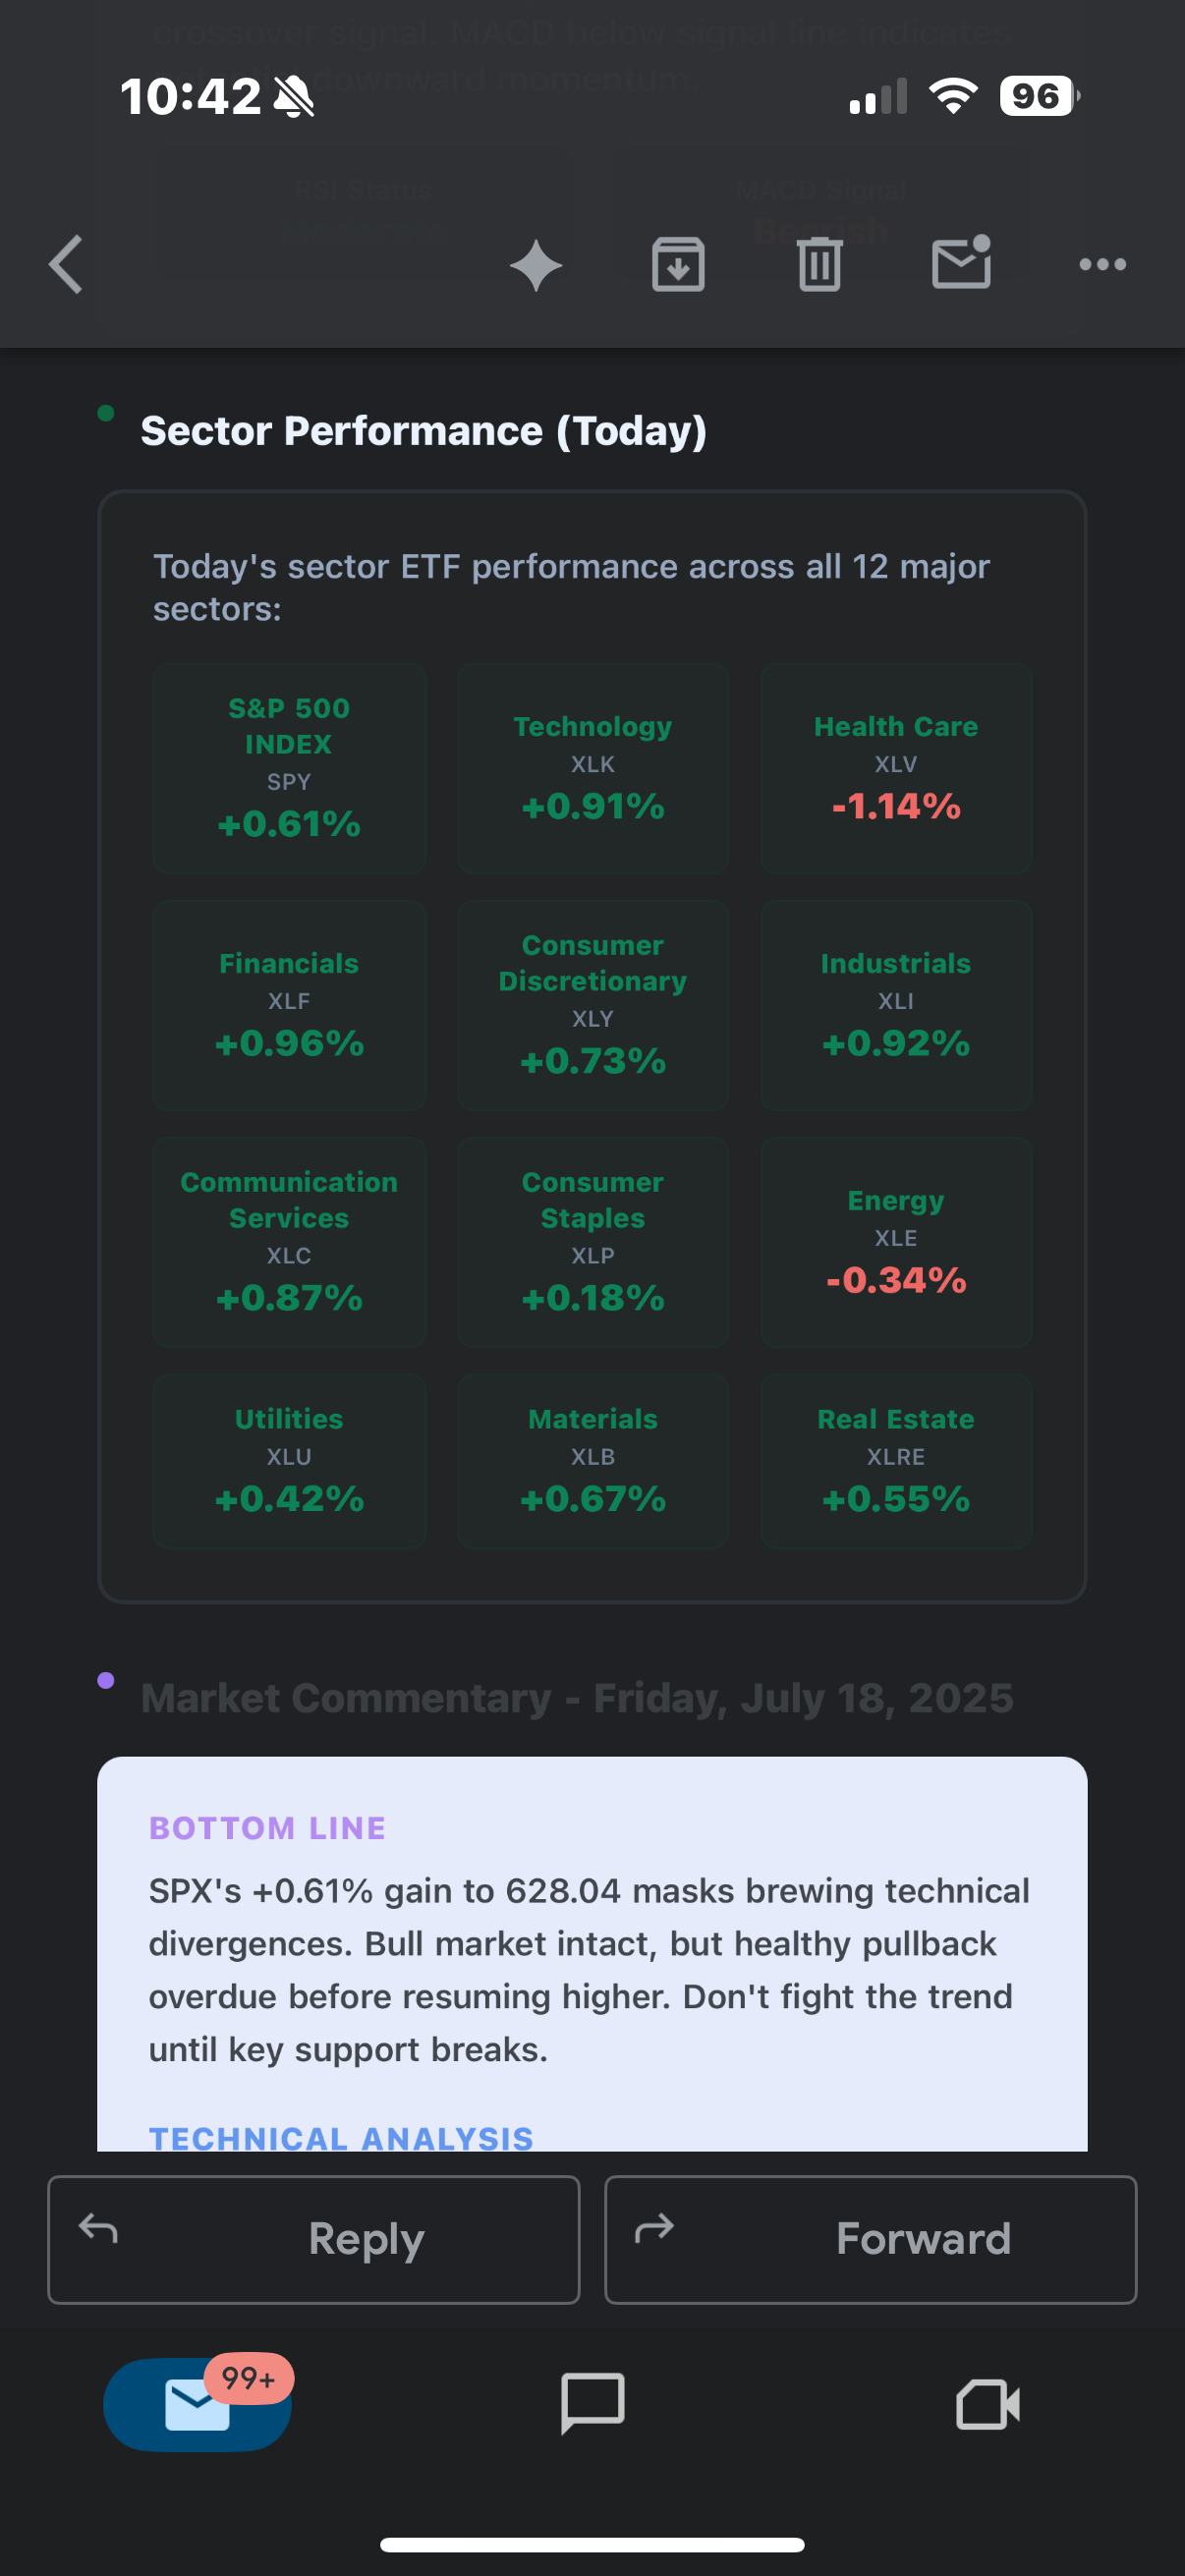 crossover signal. MACD below signal line indicates
downward momentum.
10:42
96
RSI Status
MACD Signal
Bearish
Sector Performance (Today)
Today's sector ETF performance across all 12 major
sectors:
S&P 500
INDEX
SPY
+0.61%
Technology
XLK
+0.91%
Health Care
XLV
-1.14%
Financials
XLF
+0.96%
Consumer
Discretionary
XLY
+0.73%
Industrials
XLI
+0.92%
Communication
Services
XLC
+0.87%
Consumer
Staples
XLP
+0.18%
Energy
XLE
-0.34%
Utilities
XLU
+0.42%
Materials
XLB
+0.67%
Real Estate
XLRE
+0.55%
Market Commentary - Friday, July 18, 2025
BOTTOM LINE
SPX's +0.61% gain to 628.04 masks brewing technical
divergences. Bull market intact, but healthy pullback
overdue before resuming higher. Don't fight the trend
until key support breaks.
TECHNICAL ANALYSIS
Reply
Forward
99+